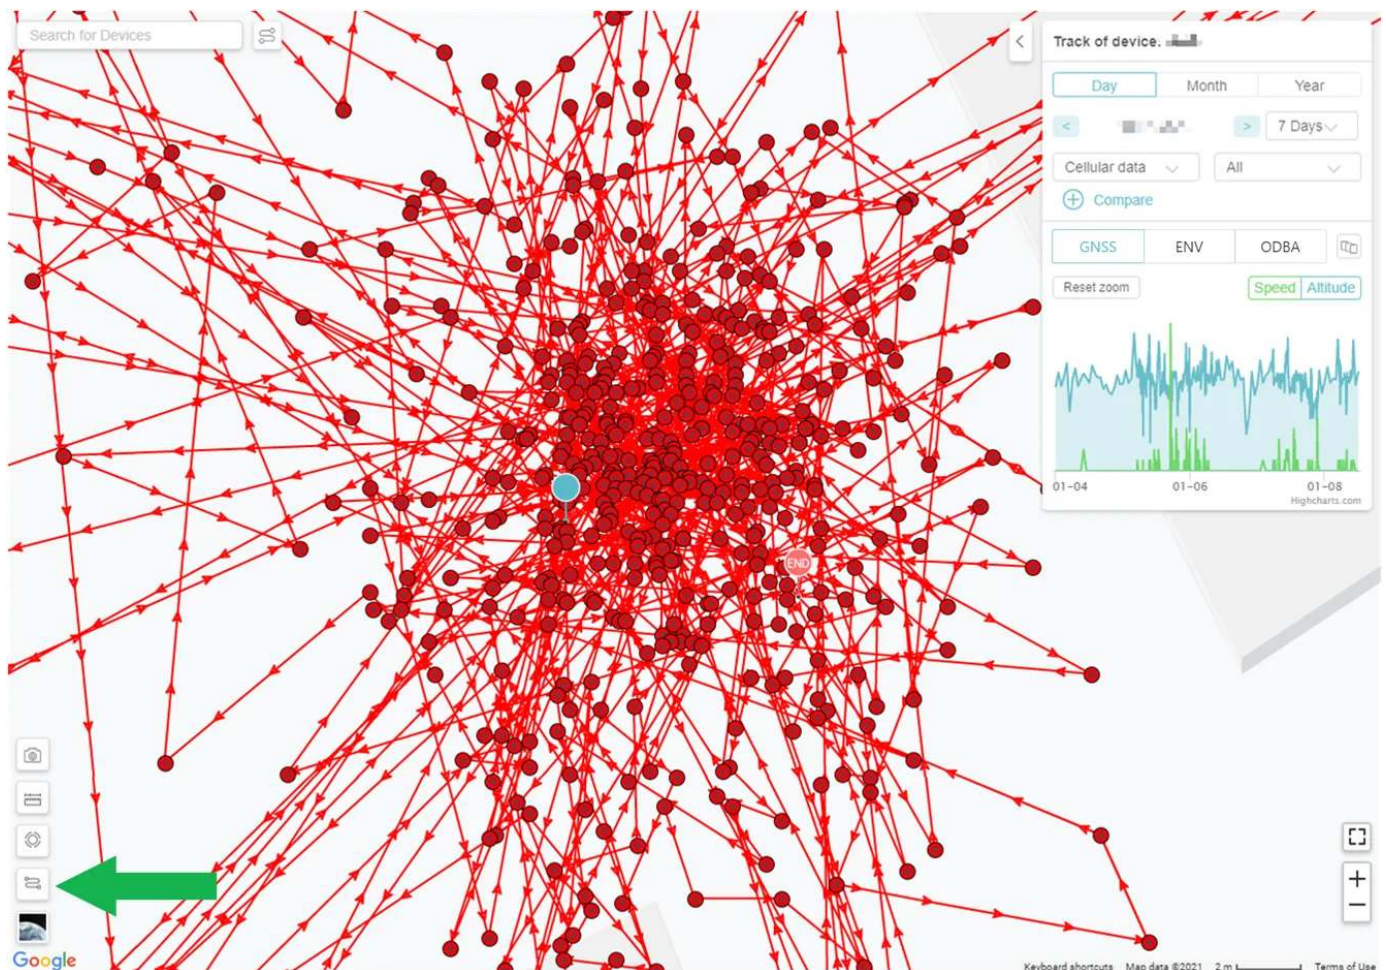 Search for Devices
Track of device:
Day Month Year
< > 7 Days
Cellular data All
Compare
GNSS ENV ODBA
Reset zoom Speed Altitude
01-04 01-06 01-08
Highcharts.com
END
Google
Keyboard shortcuts Map data ©2021 2 m Terms of Use